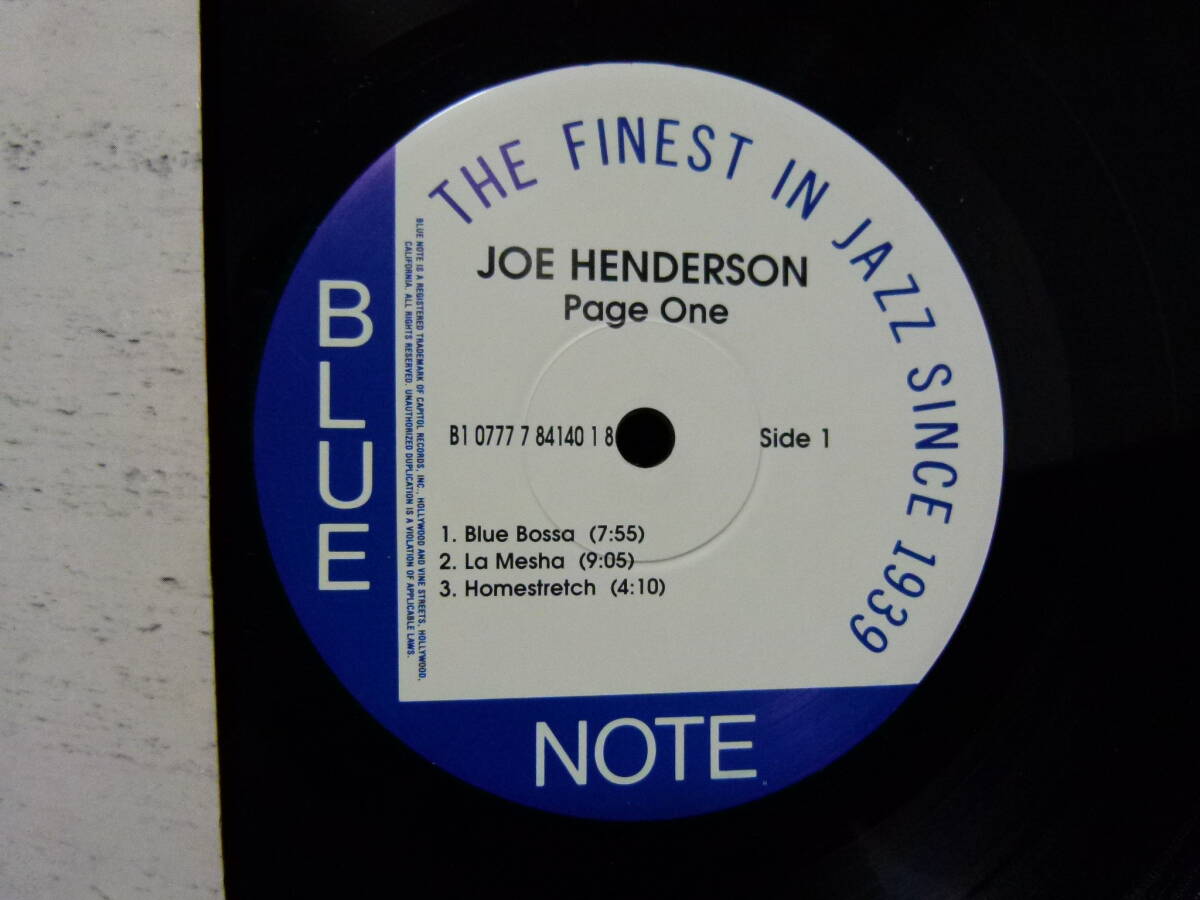 THE FINEST IN JAZZ SINCE 1939
JOE HENDERSON
Page One
B1 0777 7 84140 1 8
Side 1
1. Blue Bossa (7:55)
2. La Mesha (9:05)
3. Homestretch (4:10)
BLUE
NOTE
BLUE NOTE IS A REGISTERED TRADEMARK OF CAPITOL RECORDS, INC., HOLLYWOOD AND VINE STREETS, HOLLYWOOD,
CALIFORNIA. ALL RIGHTS RESERVED. UNAUTHORIZED DUPLICATION IS A VIOLATION OF APPLICABLE LAWS.